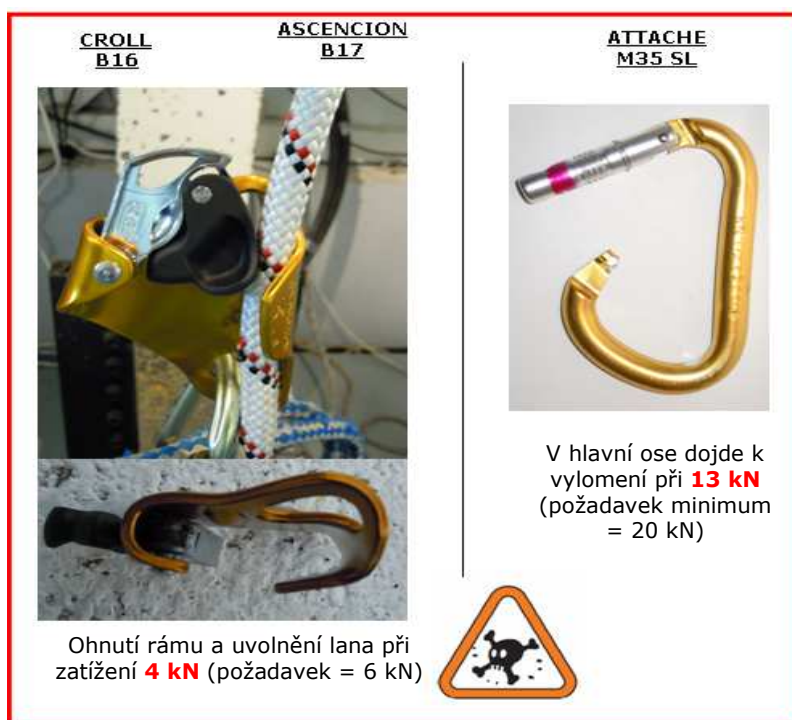 CROLL
B16
ASCENCION
B17
ATTACHE
M35 SL
V hlavní ose dojde k
vylomení při 13 kN
(požadavek minimum
= 20 kN)
Ohnutí rámu a uvolnění lana při
zatížení 4 kN (požadavek = 6 kN)